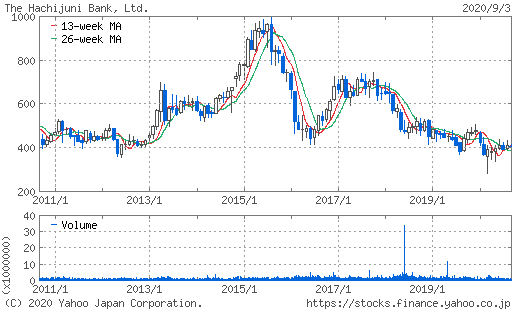 The Hachijuni Bank, Ltd. 2020/9/3
1000
13-week MA
26-week MA
800
600
400
200
2011/1 2013/1 2015/1 2017/1 2019/1
40
Volume
30
20
10
0
(x1000000)
2011/1 2013/1 2015/1 2017/1 2019/1
(C) 2020 Yahoo Japan Corporation. https://stocks.finance.yahoo.co.jp/